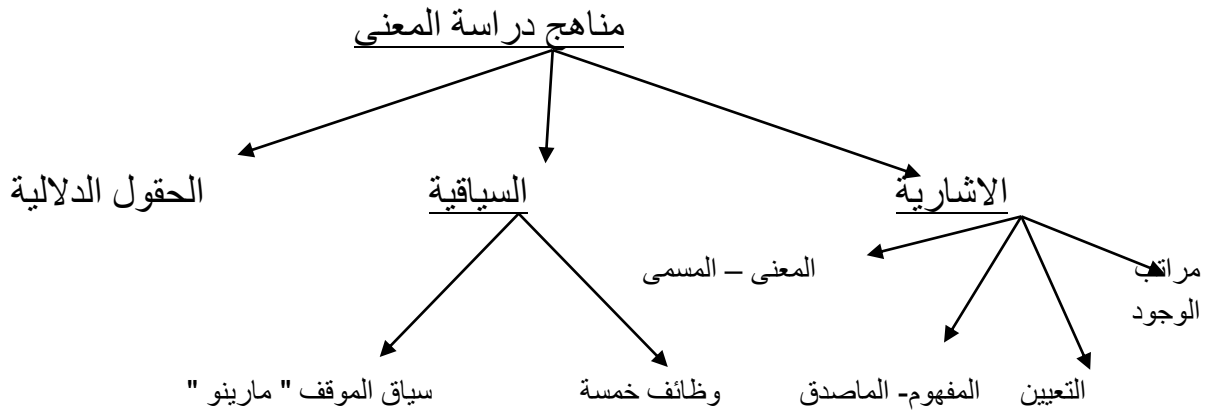 مناهج دراسة المعنى
الاشارية
السياقية
الحقول الدلالية
مراتب
الوجود
المعنى – المسمى
التعيين
المفهوم- الماصدق
وظائف خمسة
سياق الموقف " مارينو "